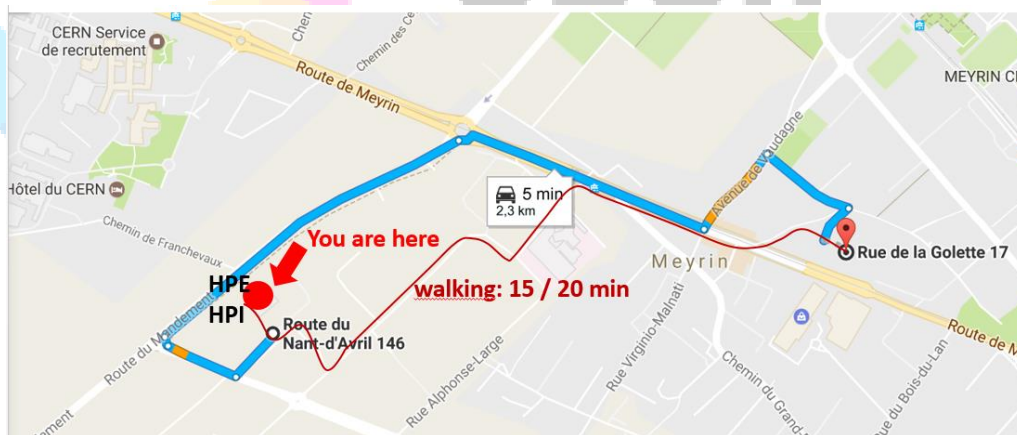 CERN Service
de recrutement
Chemin des
Route de Meyrin
MEYRIN
Hôtel du CERN
Chemin de Franchevaux
5 min
2,3 km
Avenue de Vaudagne
You are here
Rue de la Golette 17
Meyrin
HPE
HPI
walking: 15 / 20 min
Route du
Nant-d'Avril 146
Route du Mandement
Rue Alphonse-Large
Rue Virginio-Malnati
Chemin du Grand
Rue du Bois-du-Lan
Route de M